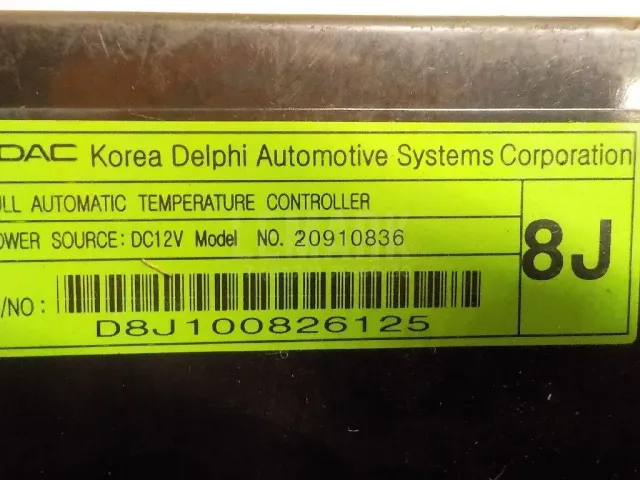 DAC Korea Delphi Automotive Systems Corporation
ULL AUTOMATIC TEMPERATURE CONTROLLER
OWER SOURCE: DC12V Model NO. 20910836
8J
/NO:
D8J100826125